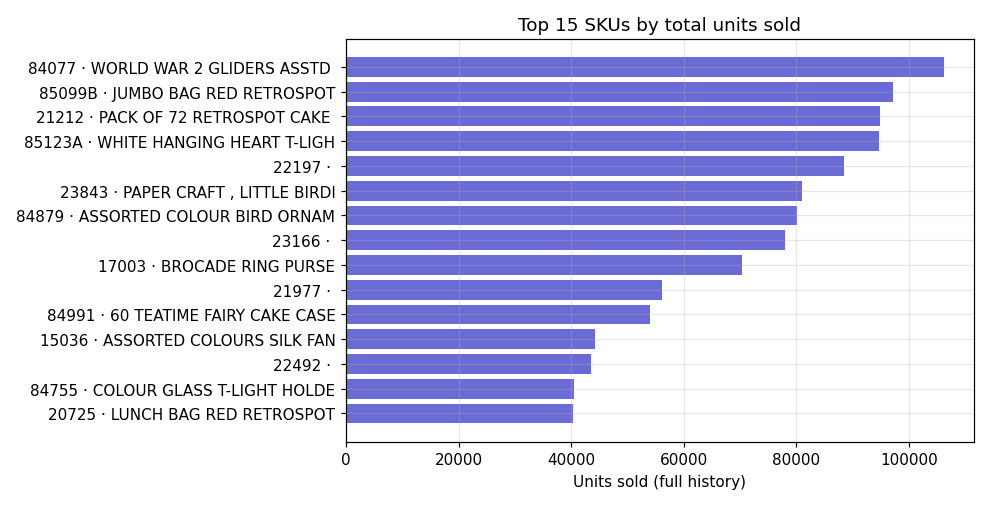 Top 15 SKUs by total units sold
84077 · WORLD WAR 2 GLIDERS ASSTD
85099B · JUMBO BAG RED RETROSPOT
21212 · PACK OF 72 RETROSPOT CAKE
85123A · WHITE HANGING HEART T-LIGH
22197 ·
23843 · PAPER CRAFT , LITTLE BIRDI
84879 · ASSORTED COLOUR BIRD ORNAM
23166 ·
17003 · BROCADE RING PURSE
21977 ·
84991 · 60 TEATIME FAIRY CAKE CASE
15036 · ASSORTED COLOURS SILK FAN
22492 ·
84755 · COLOUR GLASS T-LIGHT HOLDE
20725 · LUNCH BAG RED RETROSPOT
0 20000 40000 60000 80000 100000
Units sold (full history)